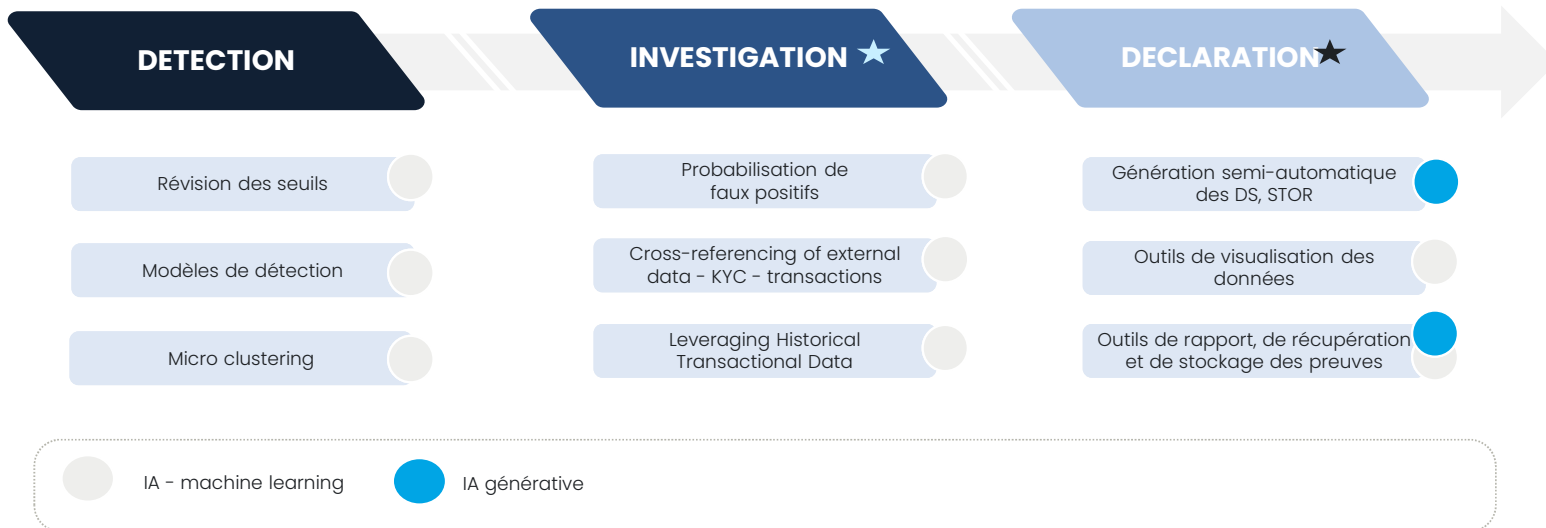 DETECTION
INVESTIGATION
DECLARATION
Révision des seuils
Modèles de détection
Micro clustering
Probabilisation de
faux positifs
Cross-referencing of external
data - KYC - transactions
Leveraging Historical
Transactional Data
Génération semi-automatique
des DS, STOR
Outils de visualisation des
données
Outils de rapport, de récupération
et de stockage des preuves
IA - machine learning
IA générative